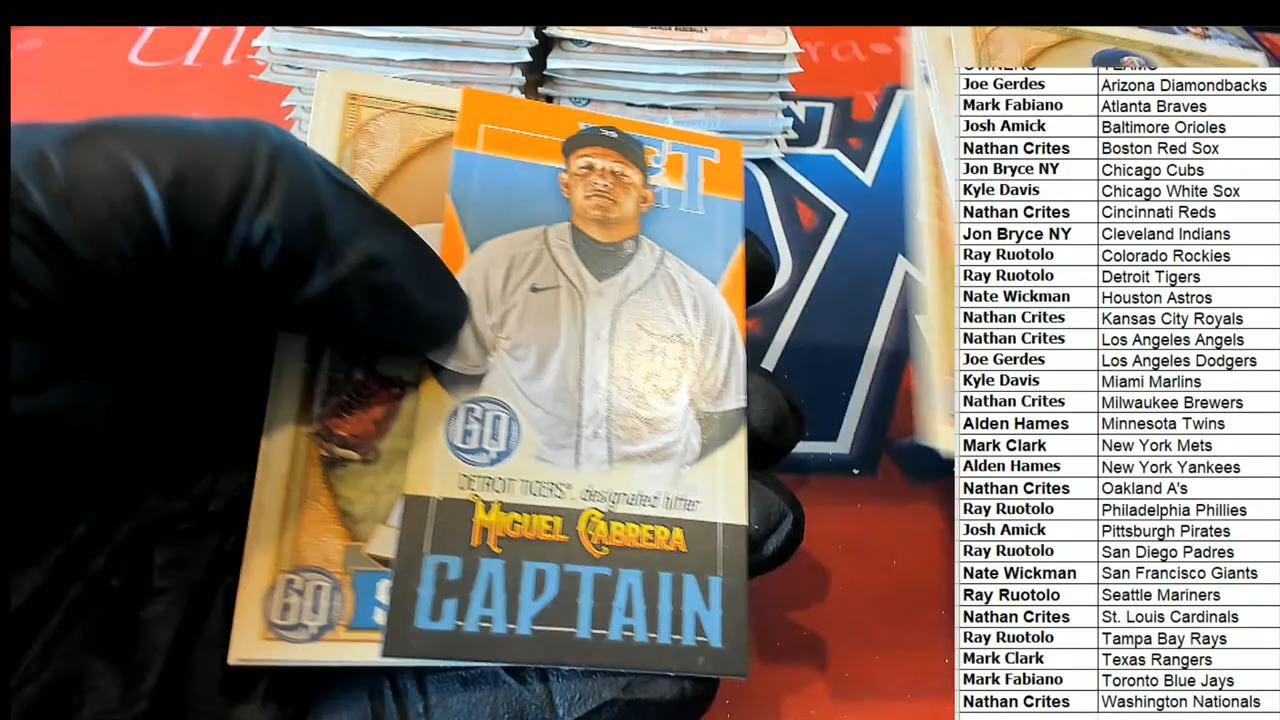 GQ
DETROIT TIGERS®, designated hitter
MIGUEL CABRERA
CAPTAIN
GQ
OWNERS TEAMS
Joe Gerdes Arizona Diamondbacks
Mark Fabiano Atlanta Braves
Josh Amick Baltimore Orioles
Nathan Crites Boston Red Sox
Jon Bryce NY Chicago Cubs
Kyle Davis Chicago White Sox
Nathan Crites Cincinnati Reds
Jon Bryce NY Cleveland Indians
Ray Ruotolo Colorado Rockies
Ray Ruotolo Detroit Tigers
Nate Wickman Houston Astros
Nathan Crites Kansas City Royals
Nathan Crites Los Angeles Angels
Joe Gerdes Los Angeles Dodgers
Kyle Davis Miami Marlins
Nathan Crites Milwaukee Brewers
Alden Hames Minnesota Twins
Mark Clark New York Mets
Alden Hames New York Yankees
Nathan Crites Oakland A's
Ray Ruotolo Philadelphia Phillies
Josh Amick Pittsburgh Pirates
Ray Ruotolo San Diego Padres
Nate Wickman San Francisco Giants
Ray Ruotolo Seattle Mariners
Nathan Crites St. Louis Cardinals
Ray Ruotolo Tampa Bay Rays
Mark Clark Texas Rangers
Mark Fabiano Toronto Blue Jays
Nathan Crites Washington Nationals